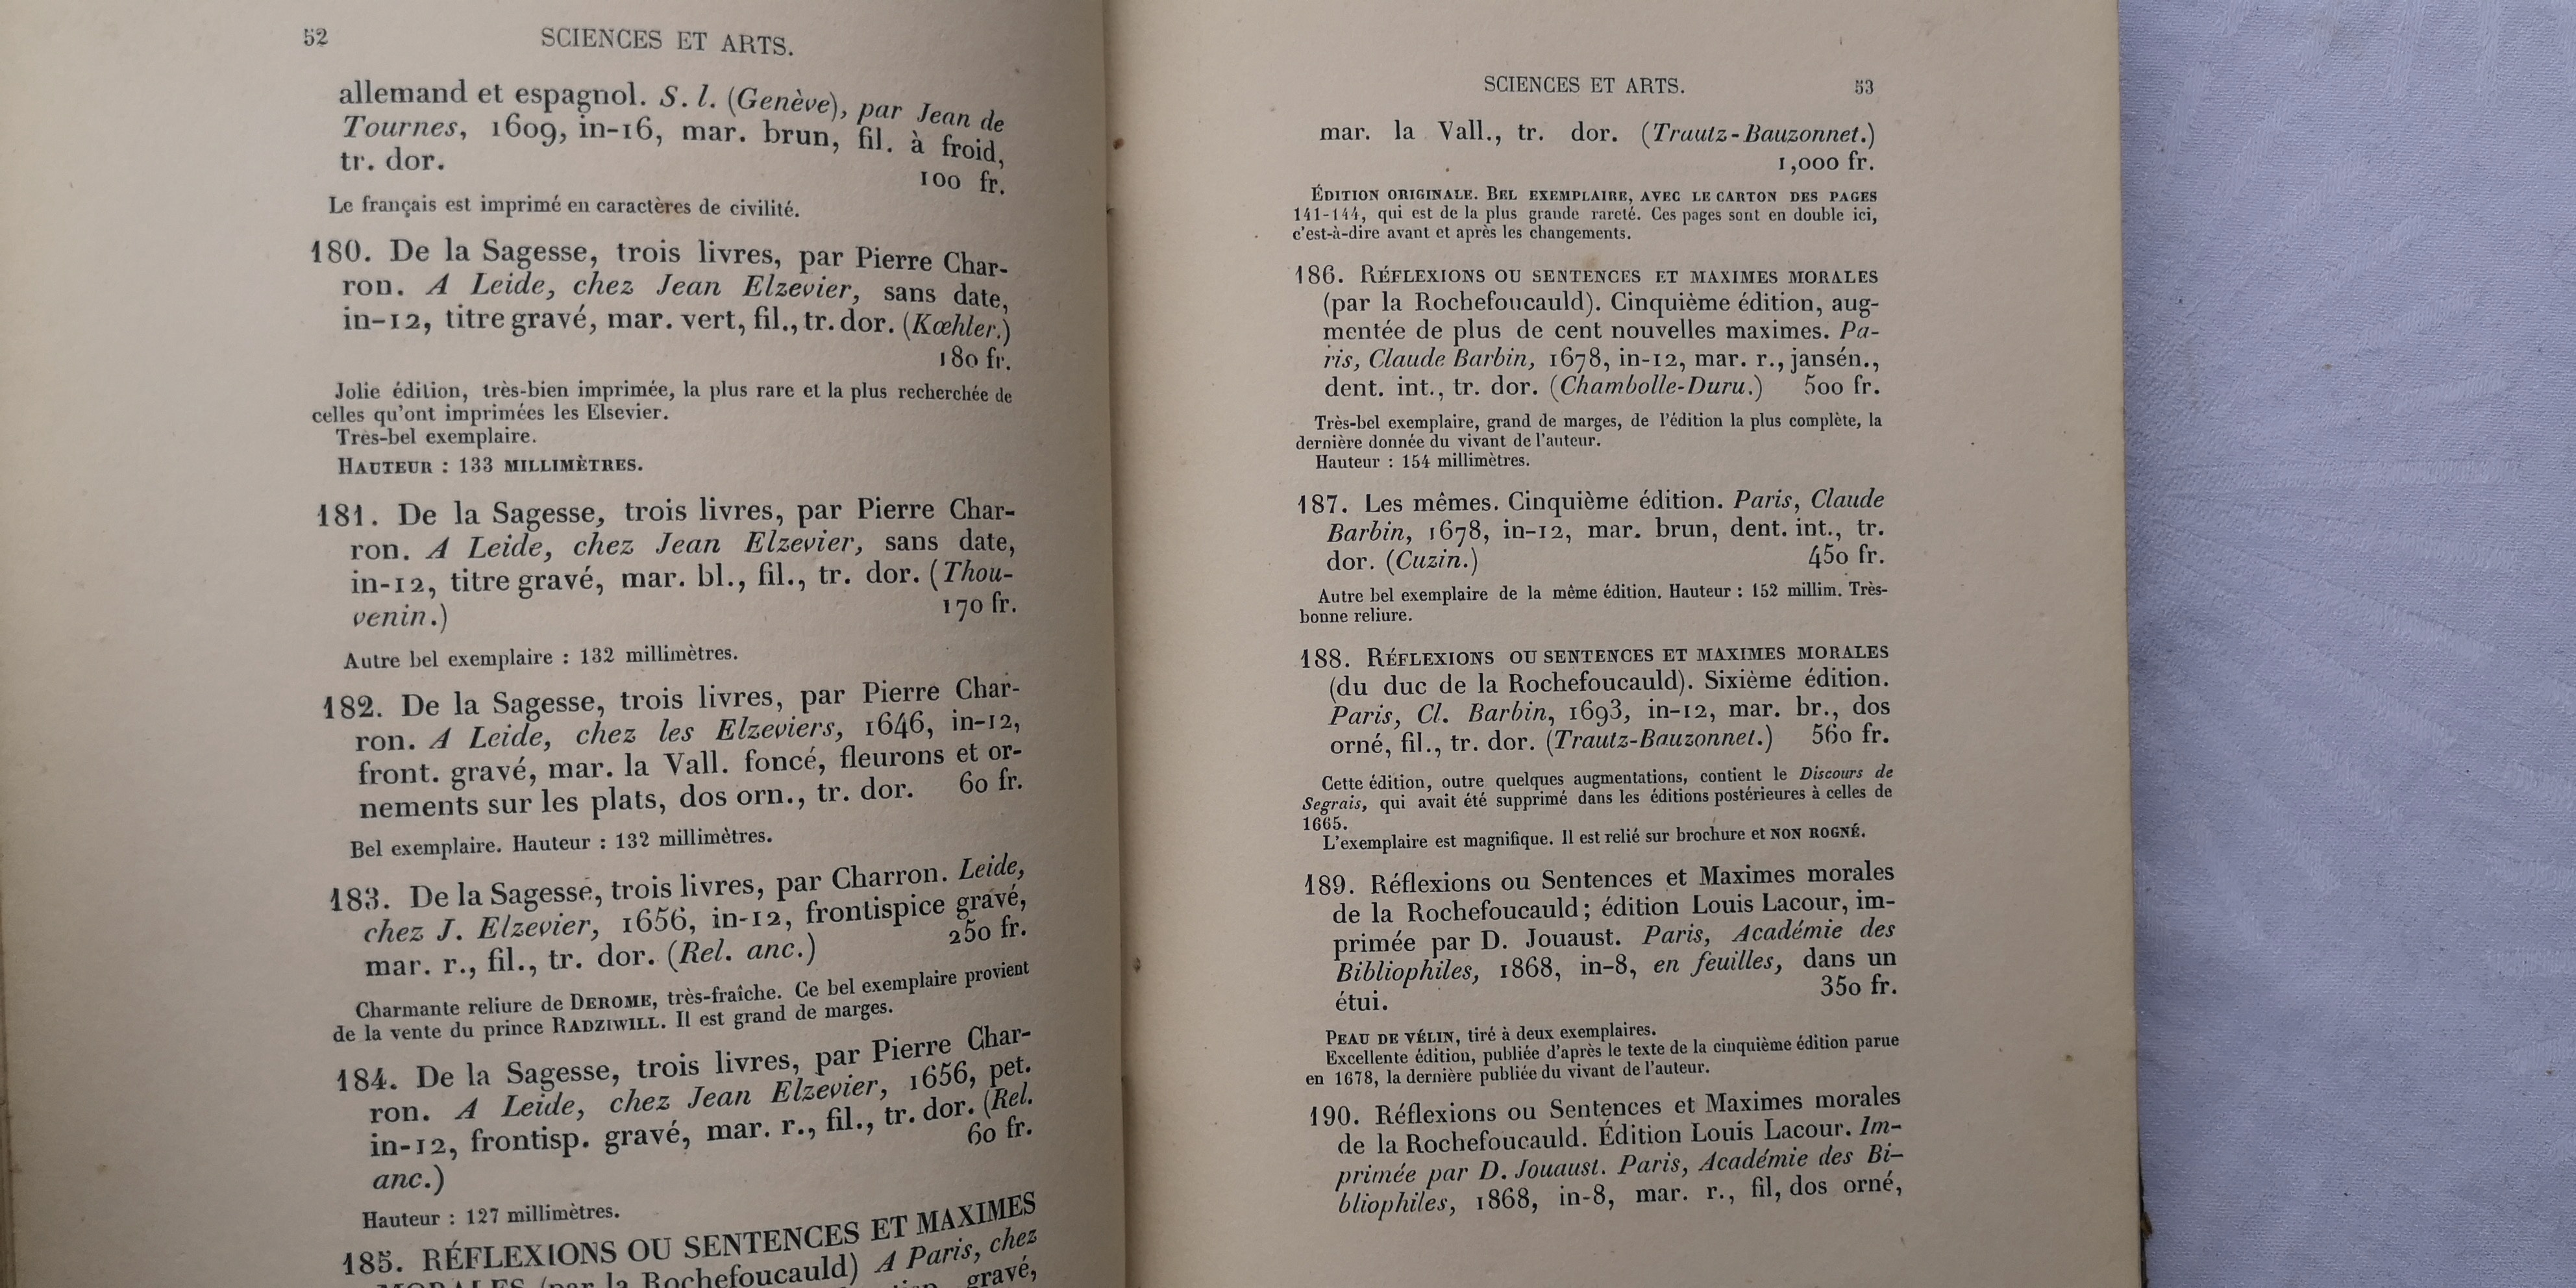 52 SCIENCES ET ARTS.
allemand et espagnol. S. l. (Genève), par Jean de
Tournes, 1609, in-16, mar. brun, fil. à froid,
tr. dor. 100 fr.
Le français est imprimé en caractères de civilité.
180. De la Sagesse, trois livres, par Pierre Char-
ron. A Leide, chez Jean Elzevier, sans date,
in-12, titre gravé, mar. vert, fil., tr. dor. (Kœhler.)
180 fr.
Jolie édition, très-bien imprimée, la plus rare et la plus recherchée de
celles qu'ont imprimées les Elsevier.
Très-bel exemplaire.
HAUTEUR : 133 MILLIMÈTRES.
181. De la Sagesse, trois livres, par Pierre Char-
ron. A Leide, chez Jean Elzevier, sans date,
in-12, titre gravé, mar. bl., fil., tr. dor. (Thou-
venin.) 170 fr.
Autre bel exemplaire : 132 millimètres.
182. De la Sagesse, trois livres, par Pierre Char-
ron. A Leide, chez les Elzeviers, 1646, in-12,
front. gravé, mar. la Vall. foncé, fleurons et or-
nements sur les plats, dos orn., tr. dor. 60 fr.
Bel exemplaire. Hauteur : 132 millimètres.
183. De la Sagesse, trois livres, par Charron. Leide,
chez J. Elzevier, 1656, in-12, frontispice gravé,
mar. r., fil., tr. dor. (Rel. anc.) 250 fr.
Charmante reliure de DEROME, très-fraîche. Ce bel exemplaire provient
de la vente du prince RADZIWILL. Il est grand de marges.
184. De la Sagesse, trois livres, par Pierre Char-
ron. A Leide, chez Jean Elzevier, 1656, pet.
in-12, frontisp. gravé, mar. r., fil., tr. dor. (Rel.
anc.) 60 fr.
Hauteur : 127 millimètres.
185. RÉFLEXIONS OU SENTENCES ET MAXIMES
MORALES (par la Rochefoucauld) A Paris, chez
gravé,
SCIENCES ET ARTS. 53
mar. la Vall., tr. dor. (Trautz-Bauzonnet.)
1,000 fr.
ÉDITION ORIGINALE. BEL EXEMPLAIRE, AVEC LE CARTON DES PAGES
141-144, qui est de la plus grande rareté. Ces pages sont en double ici,
c'est-à-dire avant et après les changements.
186. RÉFLEXIONS OU SENTENCES ET MAXIMES MORALES
(par la Rochefoucauld). Cinquième édition, aug-
mentée de plus de cent nouvelles maximes. Pa-
ris, Claude Barbin, 1678, in-12, mar. r., jansén.,
dent. int., tr. dor. (Chambolle-Duru.) 500 fr.
Très-bel exemplaire, grand de marges, de l'édition la plus complète, la
dernière donnée du vivant de l'auteur.
Hauteur : 154 millimètres.
187. Les mêmes. Cinquième édition. Paris, Claude
Barbin, 1678, in-12, mar. brun, dent. int., tr.
dor. (Cuzin.) 450 fr.
Autre bel exemplaire de la même édition. Hauteur : 152 millim. Très-
bonne reliure.
188. RÉFLEXIONS OU SENTENCES ET MAXIMES MORALES
(du duc de la Rochefoucauld). Sixième édition.
Paris, Cl. Barbin, 1693, in-12, mar. br., dos
orné, fil., tr. dor. (Trautz-Bauzonnet.) 560 fr.
Cette édition, outre quelques augmentations, contient le Discours de
Segrais, qui avait été supprimé dans les éditions postérieures à celles de
1665.
L'exemplaire est magnifique. Il est relié sur brochure et NON ROGNÉ.
189. Réflexions ou Sentences et Maximes morales
de la Rochefoucauld; édition Louis Lacour, im-
primée par D. Jouaust. Paris, Académie des
Bibliophiles, 1868, in-8, en feuilles, dans un
étui. 350 fr.
PEAU DE VÉLIN, tiré à deux exemplaires.
Excellente édition, publiée d'après le texte de la cinquième édition parue
en 1678, la dernière publiée du vivant de l'auteur.
190. Réflexions ou Sentences et Maximes morales
de la Rochefoucauld. Édition Louis Lacour. Im-
primée par D. Jouaust. Paris, Académie des Bi-
bliophiles, 1868, in-8, mar. r., fil, dos orné,